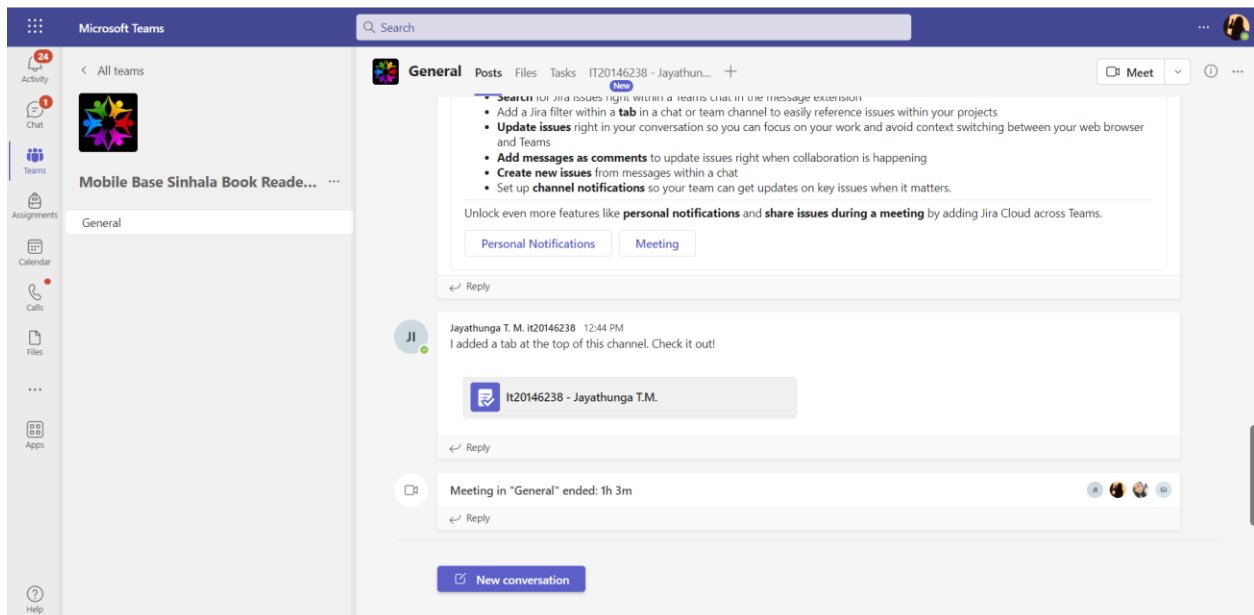 Microsoft Teams
Search
24
Activity
Chat
1
Teams
Assignments
Calendar
Calls
Files
Apps
Help
All teams
Mobile Base Sinhala Book Reade...
General
General Posts Files Tasks IT20146238 - Jayathun...
New
Meet
Search for Jira issues right within a Teams chat in the message extension
Add a Jira filter within a tab in a chat or team channel to easily reference issues within your projects
Update issues right in your conversation so you can focus on your work and avoid context switching between your web browser
and Teams
Add messages as comments to update issues right when collaboration is happening
Create new issues from messages within a chat
Set up channel notifications so your team can get updates on key issues when it matters.
Unlock even more features like personal notifications and share issues during a meeting by adding Jira Cloud across Teams.
Personal Notifications Meeting
Reply
JI
Jayathunga T. M. it20146238 12:44 PM
I added a tab at the top of this channel. Check it out!
It20146238 - Jayathunga T.M.
Reply
Meeting in "General" ended: 1h 3m
JI GI
Reply
New conversation